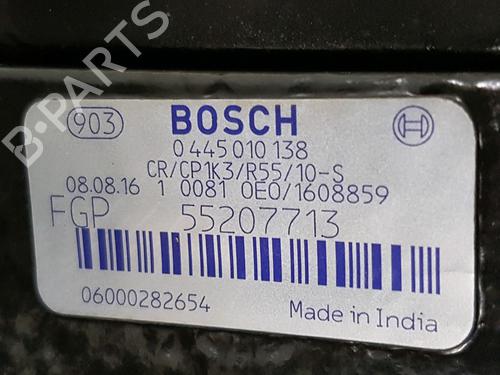 B-PARTS
903 BOSCH
0 445 010 138
CR/CP1K3/R55/10-S
08.08.16 1 0081 0E0/1608859
FGP 55207713
06000282654 Made in India